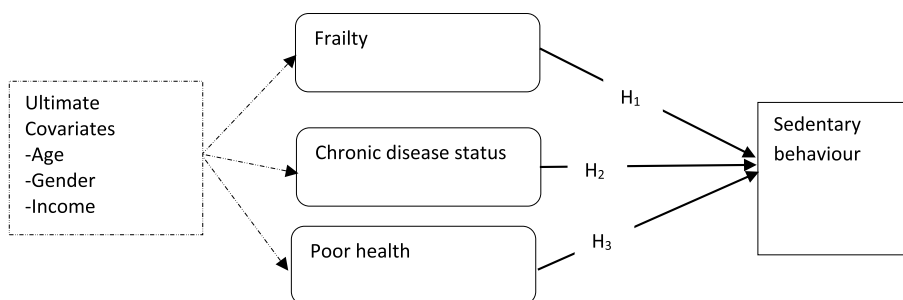 Ultimate
Covariates
-Age
-Gender
-Income
Frailty
Chronic disease status
Poor health
H1
H2
H3
Sedentary
behaviour